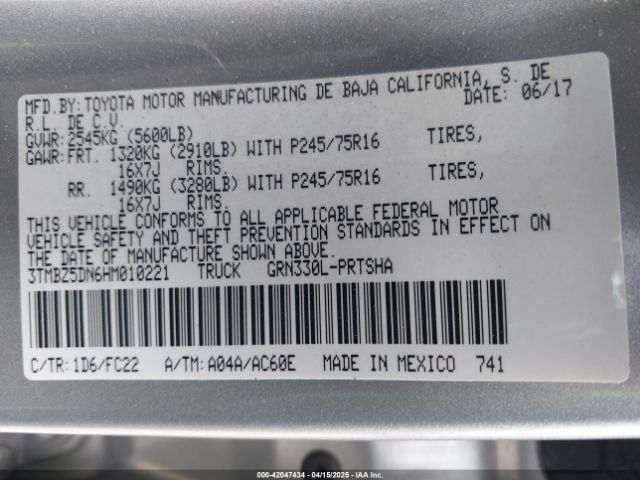 MFD.BY:TOYOTA MOTOR MANUFACTURING DE BAJA CALIFORNIA, S. DE
R.L. DE C.V. DATE: 06/17
GVWR:2545KG (5600LB)
GAWR:FRT. 1320KG (2910LB) WITH P245/75R16 TIRES,
16X7J RIMS.
RR. 1490KG (3280LB) WITH P245/75R16 TIRES,
16X7J RIMS.
THIS VEHICLE CONFORMS TO ALL APPLICABLE FEDERAL MOTOR
VEHICLE SAFETY AND THEFT PREVENTION STANDARDS IN EFFECT ON
THE DATE OF MANUFACTURE SHOWN ABOVE.
3TMBZ5DN6HM010221 TRUCK GRN330L-PRTSHA
C/TR:1D6/FC22 A/TM:A04A/AC60E MADE IN MEXICO 741
000-42047434 - 04/15/2025 - IAAI.COM